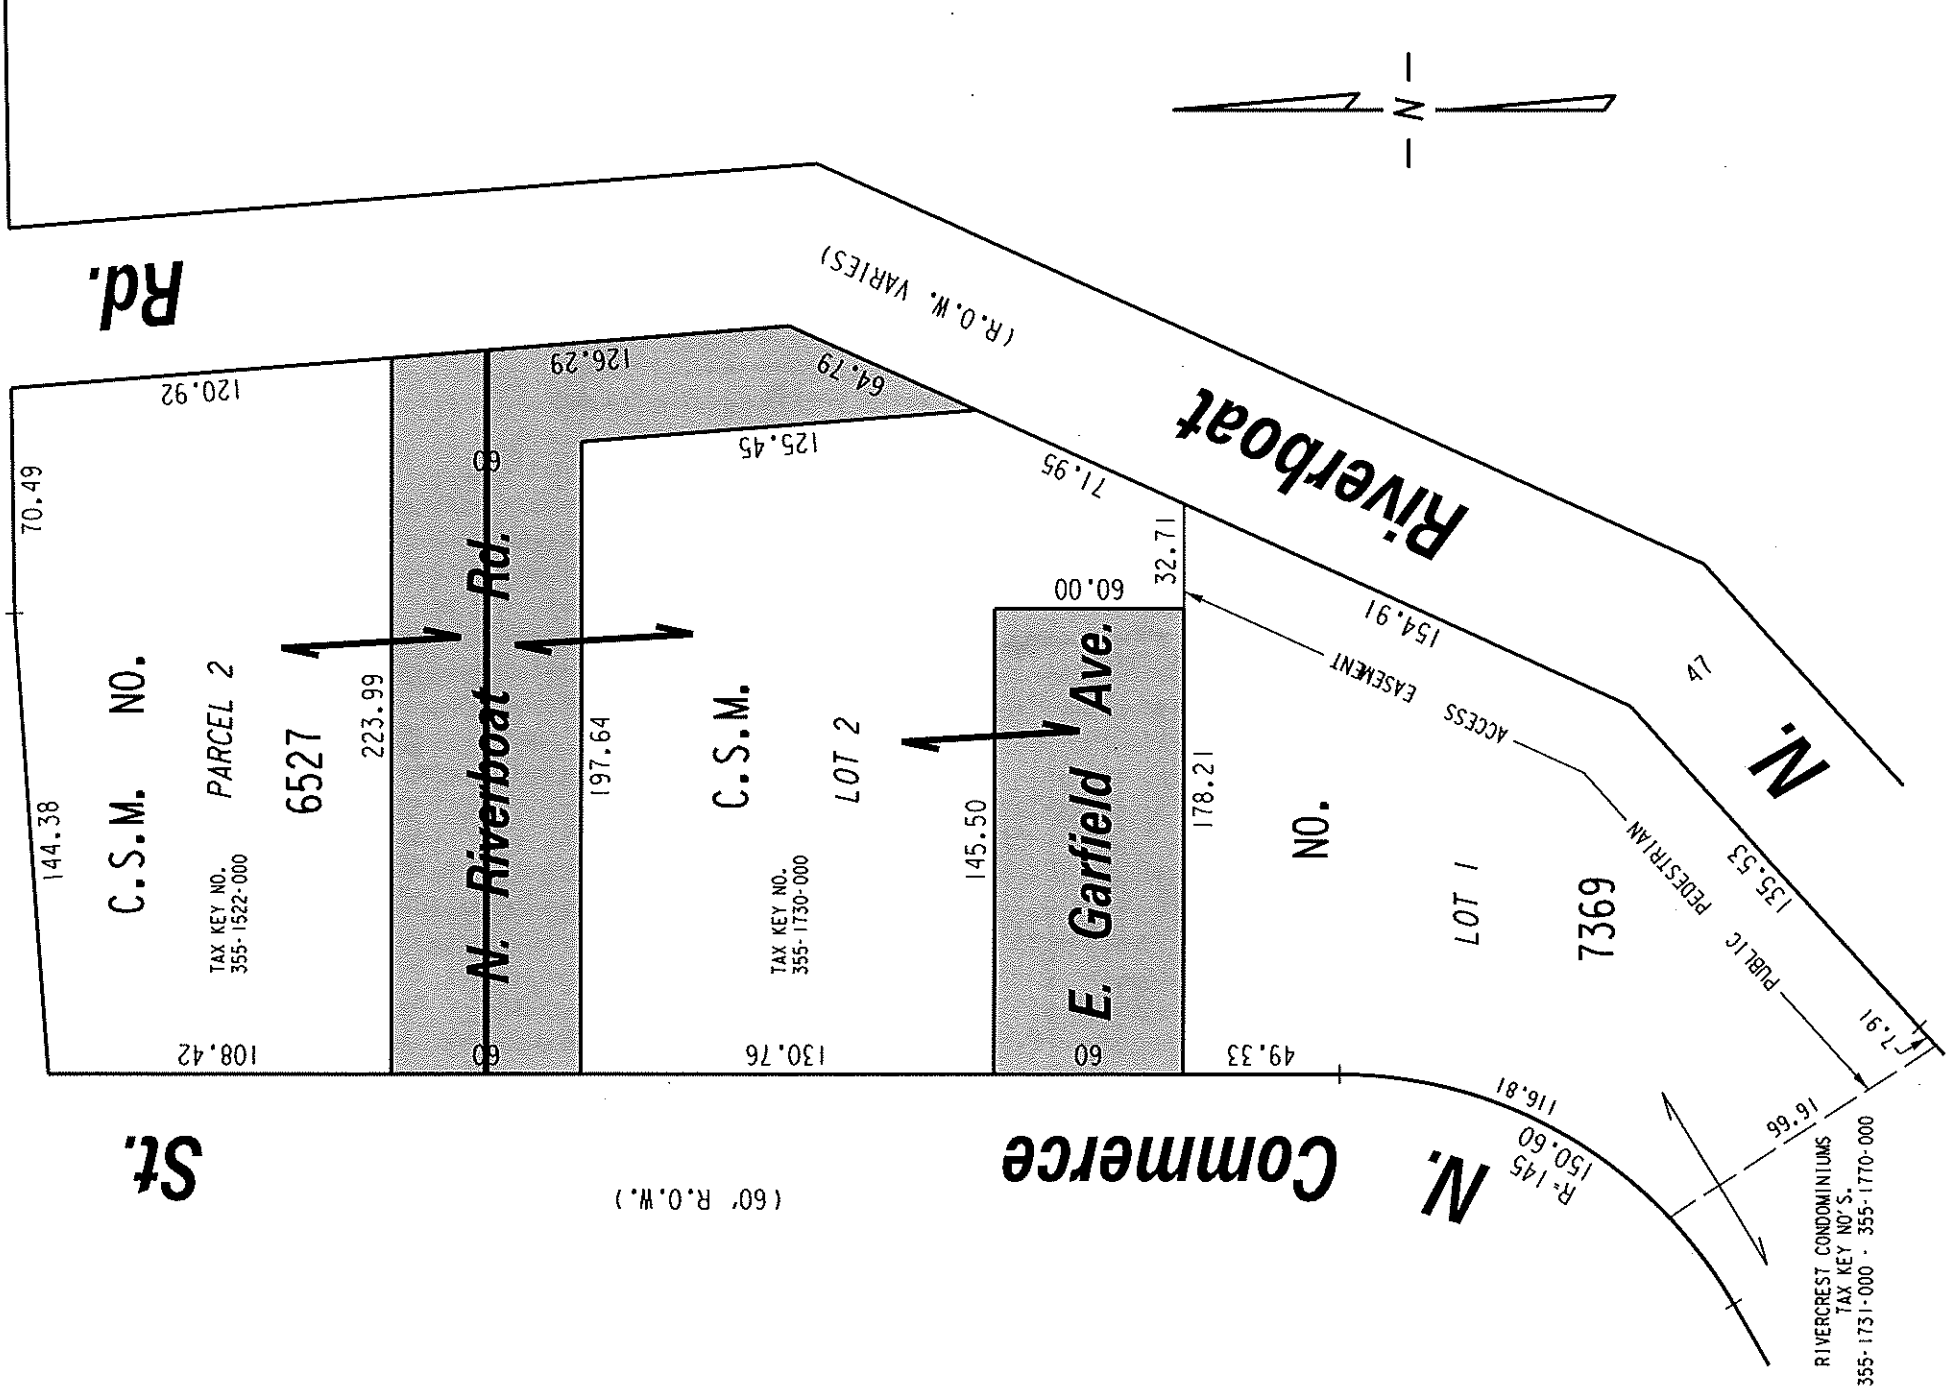 Rd.
(R.O.W. VARIES)
Riverboat
N.
47
120.92
126.29
64.79
71.95
154.91
135.53
7.91
70.49
144.38
C.S.M. NO.
PARCEL 2
6527
TAX KEY NO.
355-1522-000
108.42
223.99
60
N. Riverboat Rd.
60
125.45
197.64
C.S.M.
LOT 2
TAX KEY NO.
355-1730-000
130.76
145.50
60.00
32.71
E. Garfield Ave.
60
178.21
49.33
NO.
LOT 1
7369
PUBLIC PEDESTRIAN ACCESS EASEMENT
116.81
150.60
R=145
16.66
N. Commerce St.
(60' R.O.W.)
RIVERCREST CONDOMINIUMS
TAX KEY NO'S.
355-1731-000 - 355-1770-000
-N-